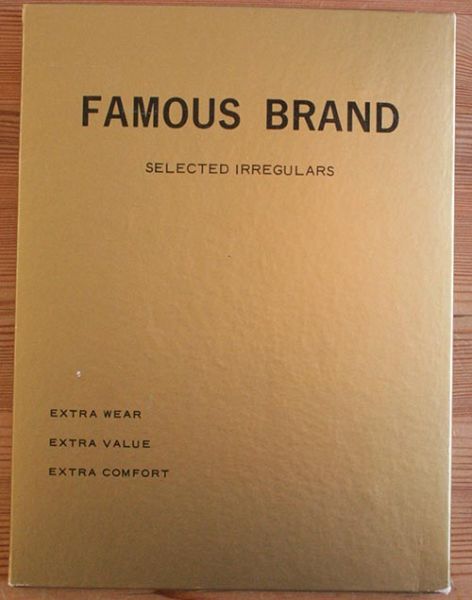 FAMOUS BRAND
SELECTED IRREGULARS
EXTRA WEAR
EXTRA VALUE
EXTRA COMFORT